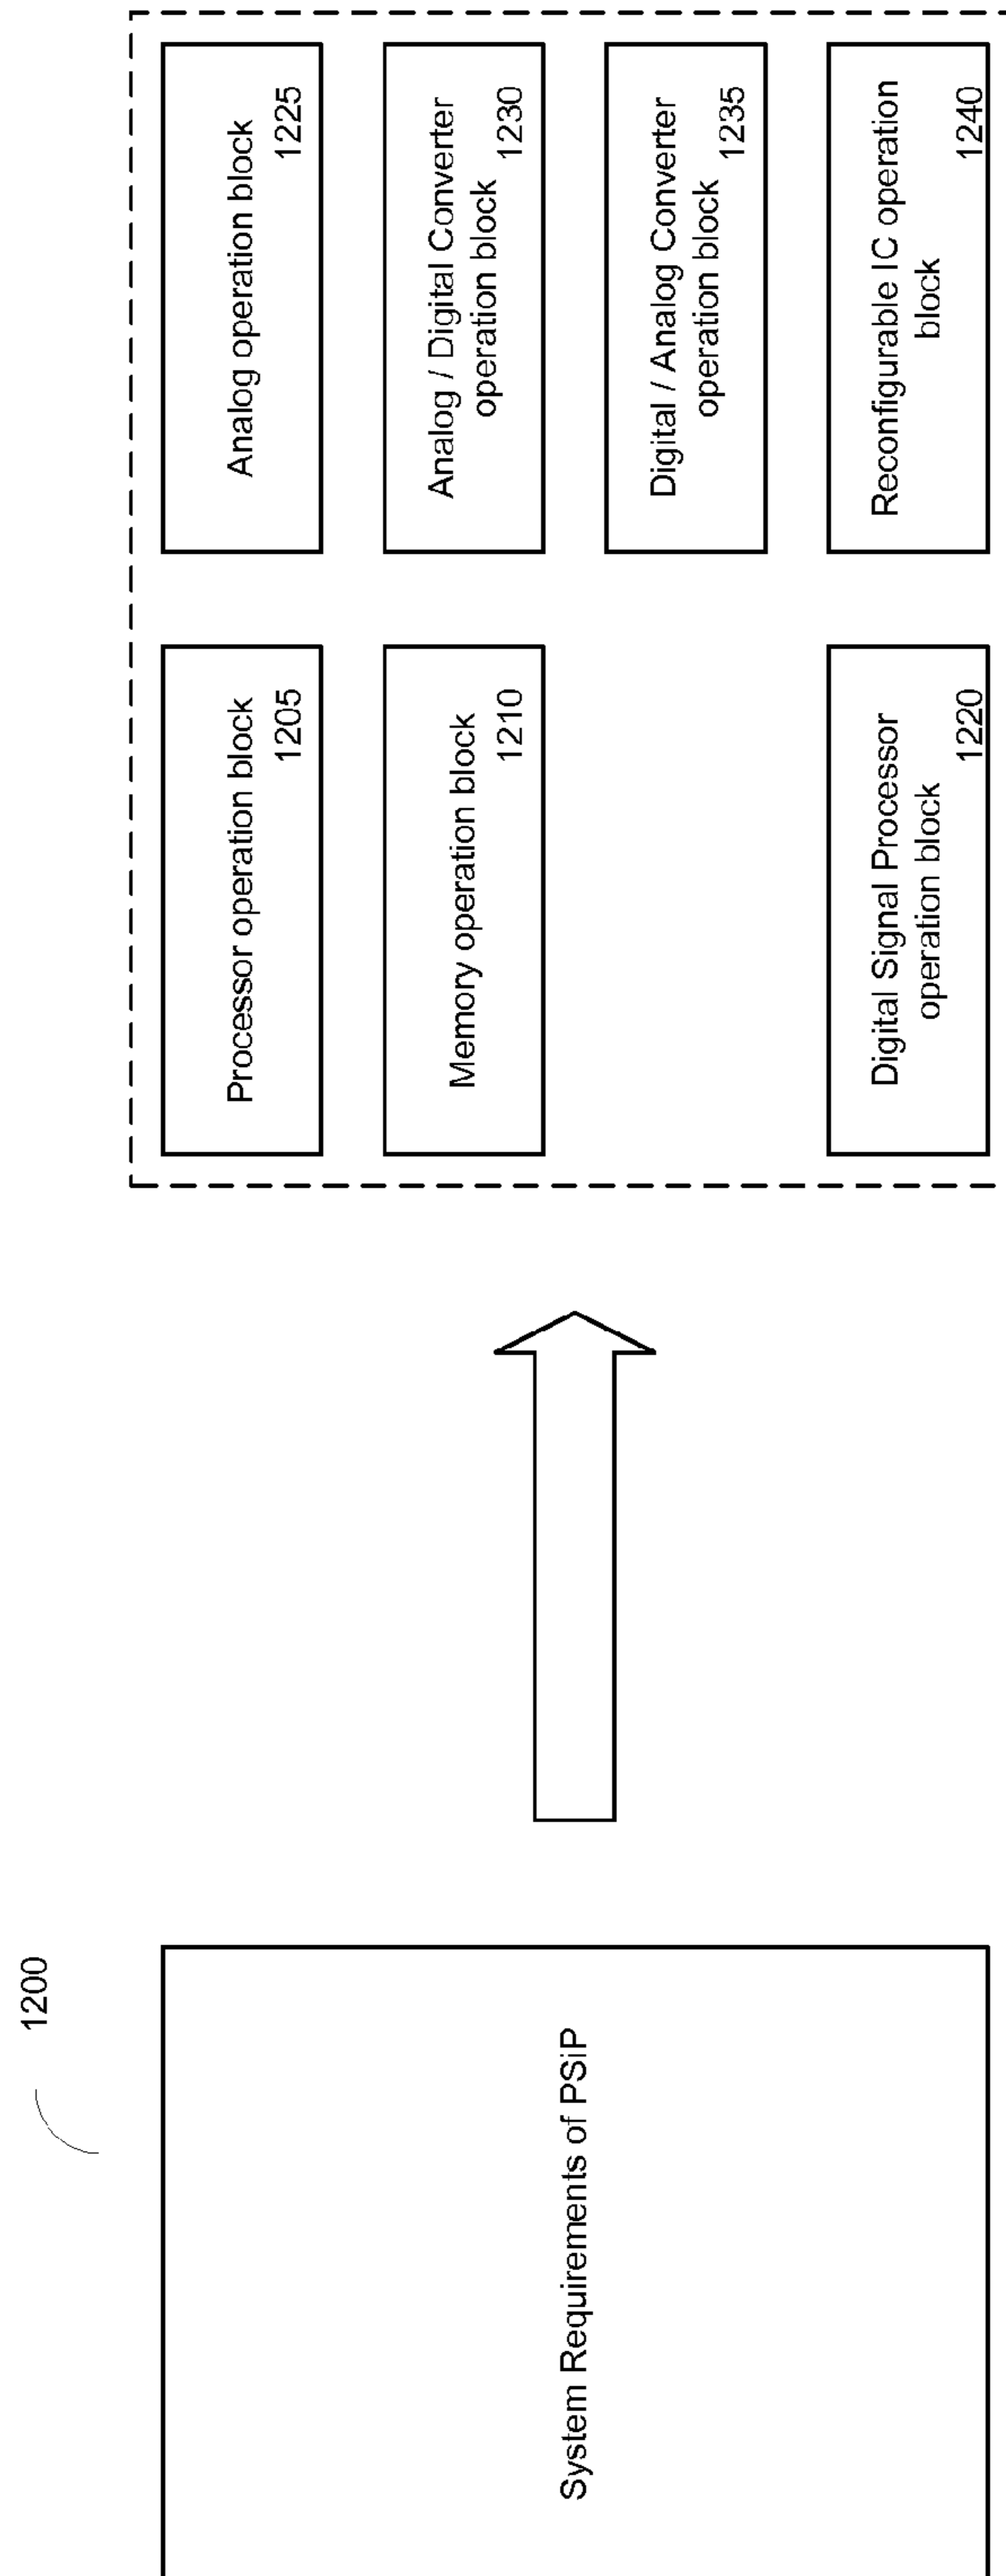 1200
System Requirements of PSiP
Processor operation block
1205
Memory operation block
1210
Digital Signal Processor
operation block
1220
Analog operation block
1225
Analog / Digital Converter
operation block
1230
Digital / Analog Converter
operation block
1235
Reconfigurable IC operation
block
1240